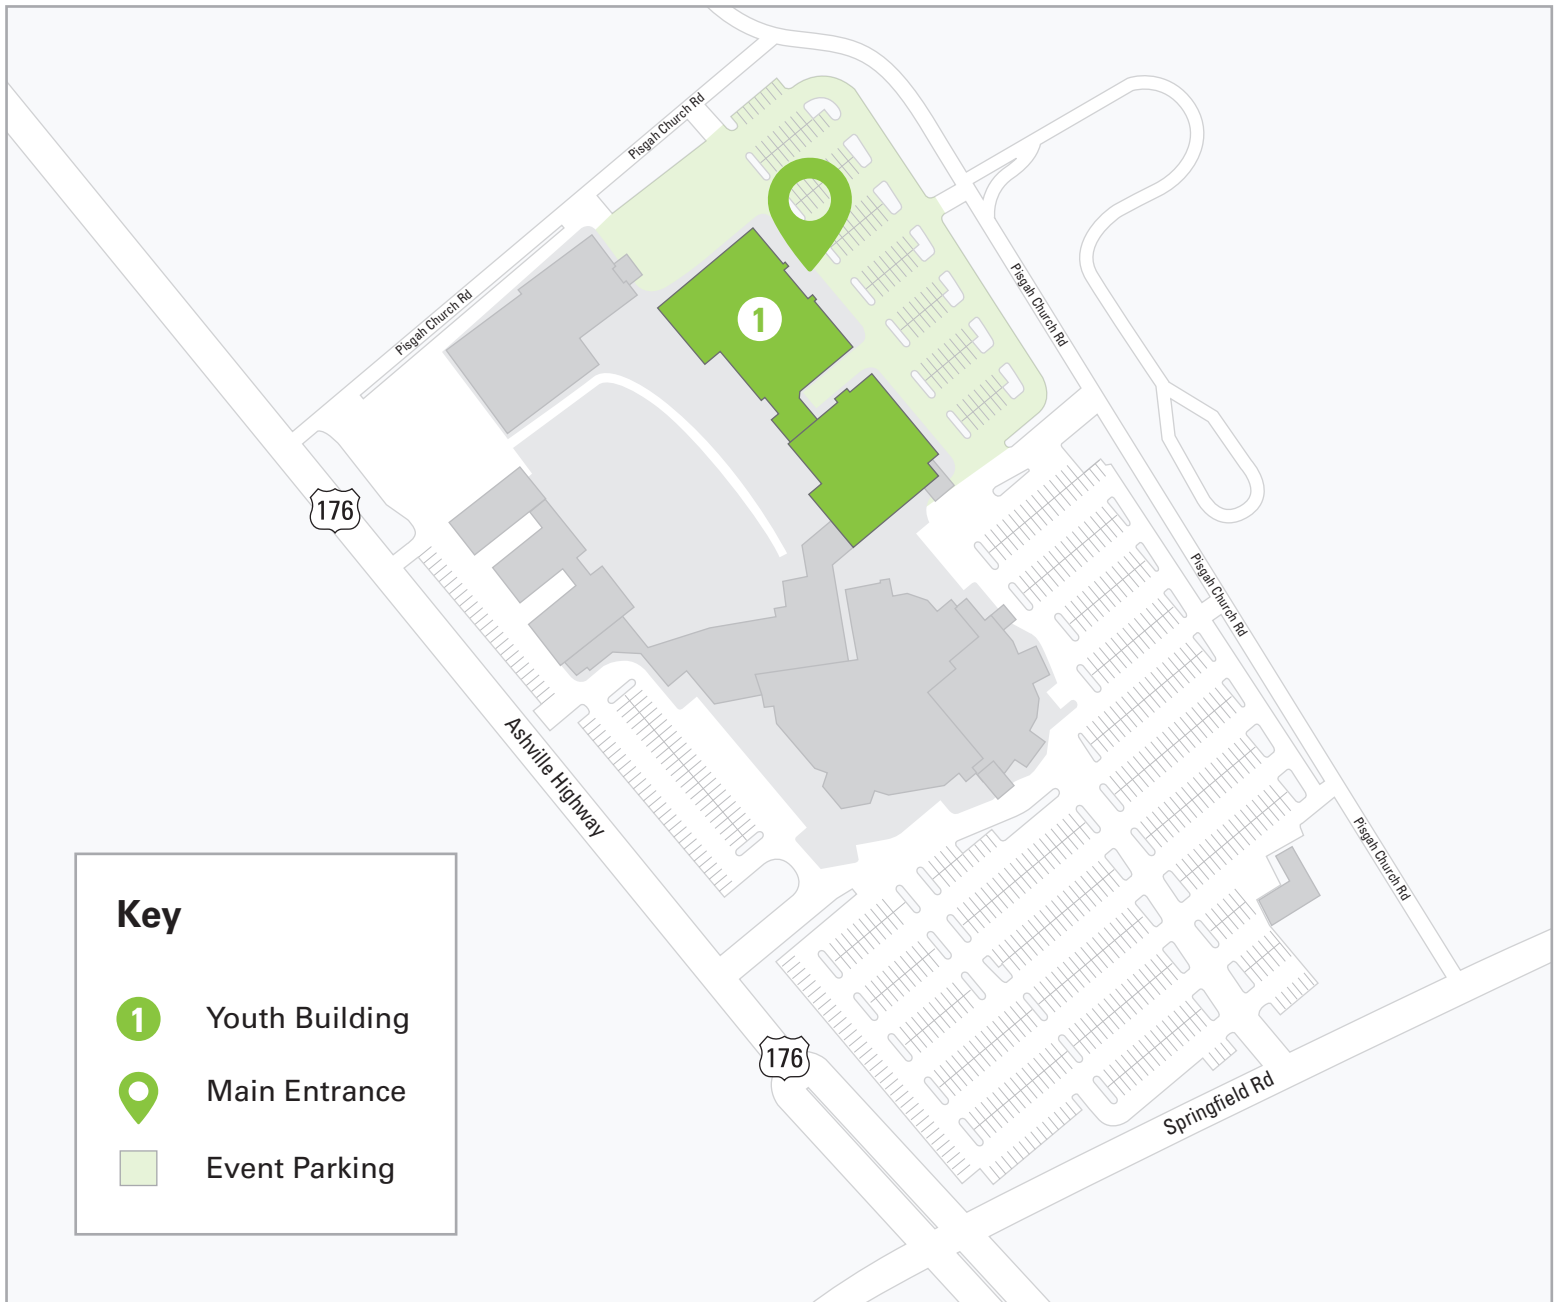 Pisgah Church Rd
Pisgah Church Rd
Pisgah Church Rd
1
176
Pisgah Church Rd
Ashville Highway
Pisgah Church Rd
Key
1 Youth Building
Main Entrance
Event Parking
176
Springfield Rd